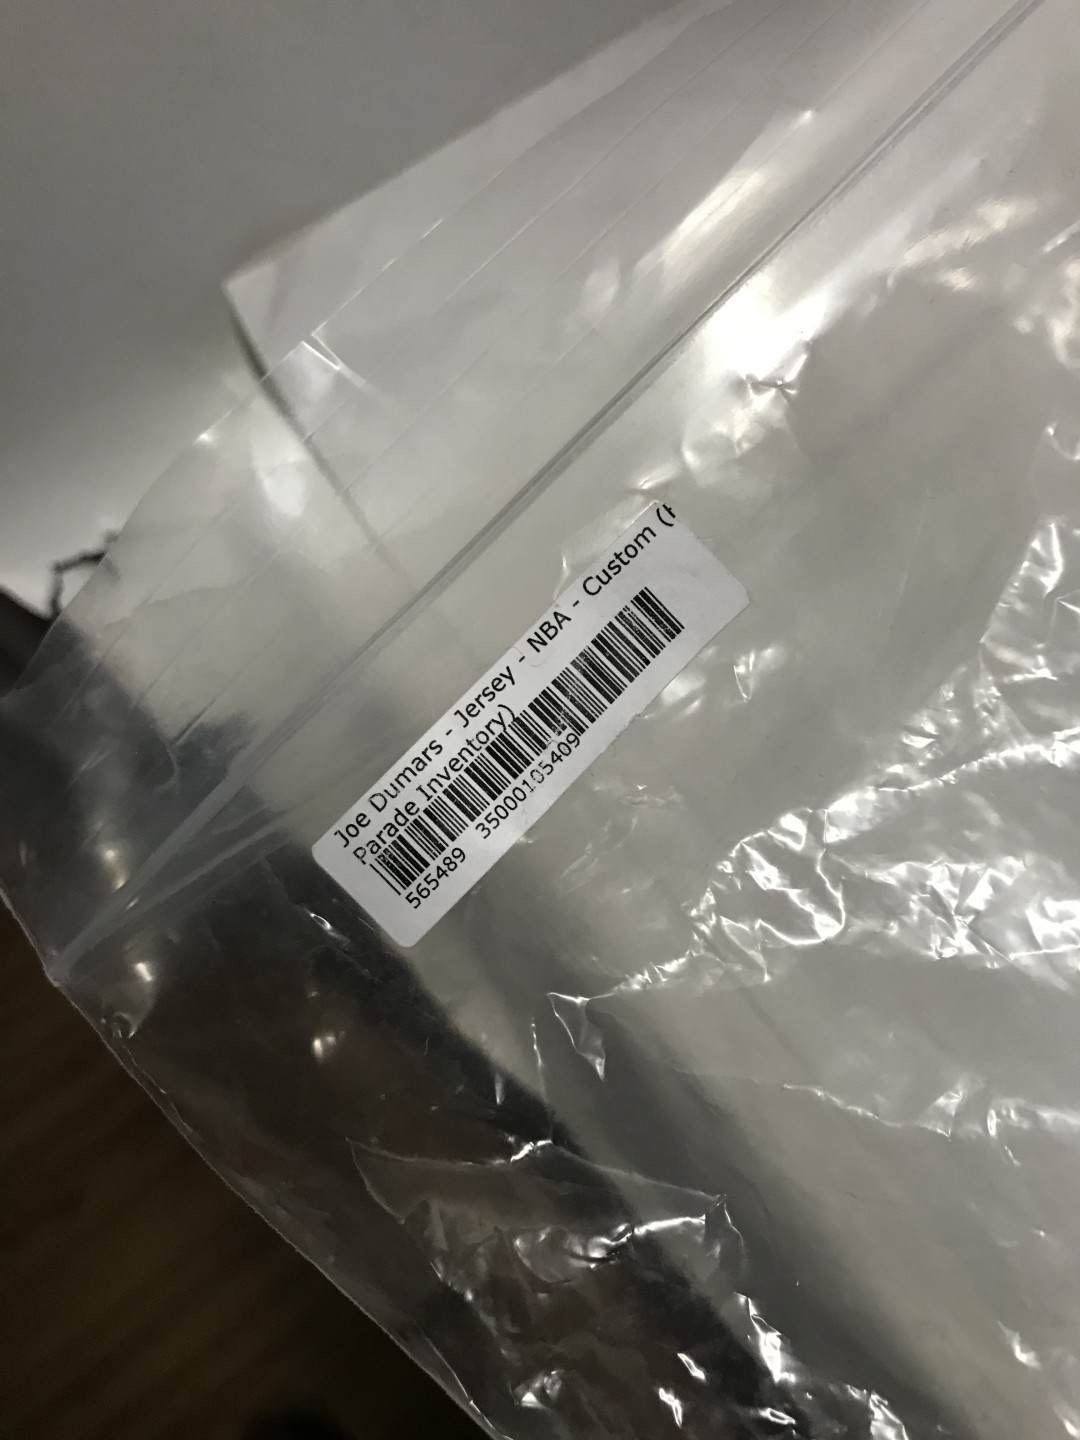 Joe Dumars - Jersey - NBA - Custom (
Parade Inventory)
565489 35000105409